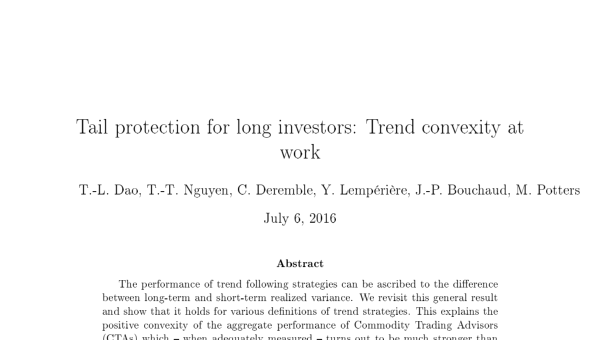 Tail protection for long investors: Trend convexity at
work
T.-L. Dao, T.-T. Nguyen, C. Deremble, Y. Lempérière, J.-P. Bouchaud, M. Potters
July 6, 2016
Abstract
The performance of trend following strategies can be ascribed to the difference
between long-term and short-term realized variance. We revisit this general result
and show that it holds for various definitions of trend strategies. This explains the
positive convexity of the aggregate performance of Commodity Trading Advisors
(CTAs) which – when adequately measured – turns out to be much stronger than